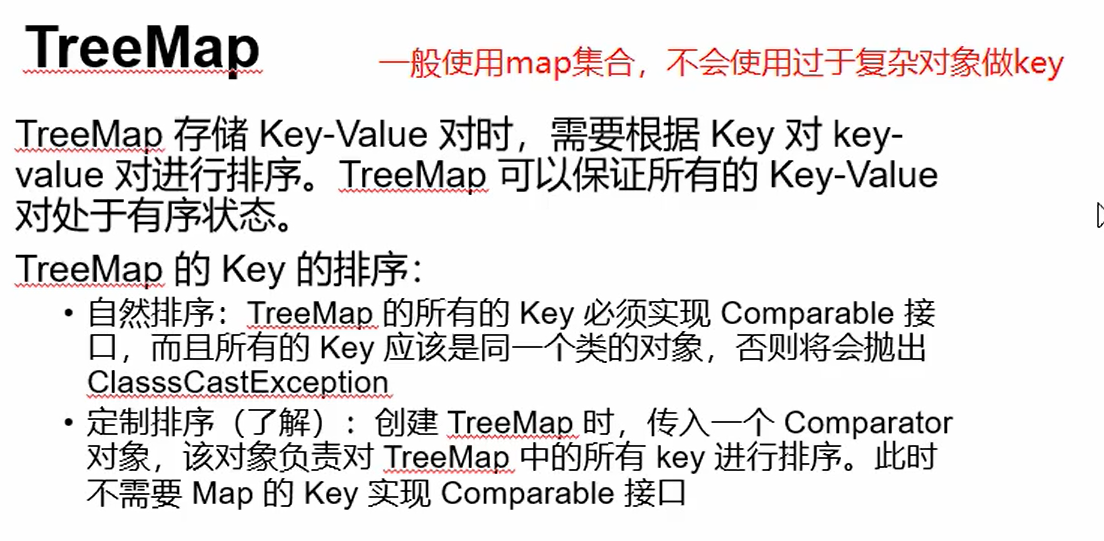 TreeMap
一般使用map集合，不会使用过于复杂对象做key
TreeMap 存储 Key-Value 对时，需要根据 Key 对 key-
value 对进行排序。TreeMap 可以保证所有的 Key-Value
对处于有序状态。
TreeMap 的 Key 的排序：
• 自然排序：TreeMap 的所有的 Key 必须实现 Comparable 接
口，而且所有的 Key 应该是同一个类的对象，否则将会抛出
ClasssCastException
• 定制排序（了解）：创建 TreeMap 时，传入一个 Comparator
对象，该对象负责对 TreeMap 中的所有 key 进行排序。此时
不需要 Map 的 Key 实现 Comparable 接口